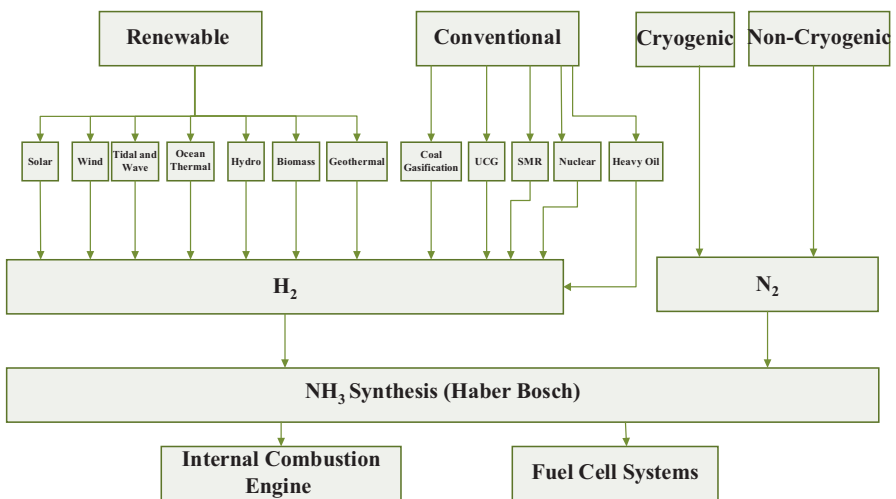 Renewable
Conventional
Cryogenic
Non-Cryogenic
Solar
Wind
Tidal and
Wave
Ocean
Thermal
Hydro
Biomass
Geothermal
Coal
Gasification
UCG
SMR
Nuclear
Heavy Oil
H₂
N₂
NH₃ Synthesis (Haber Bosch)
Internal Combustion
Engine
Fuel Cell Systems